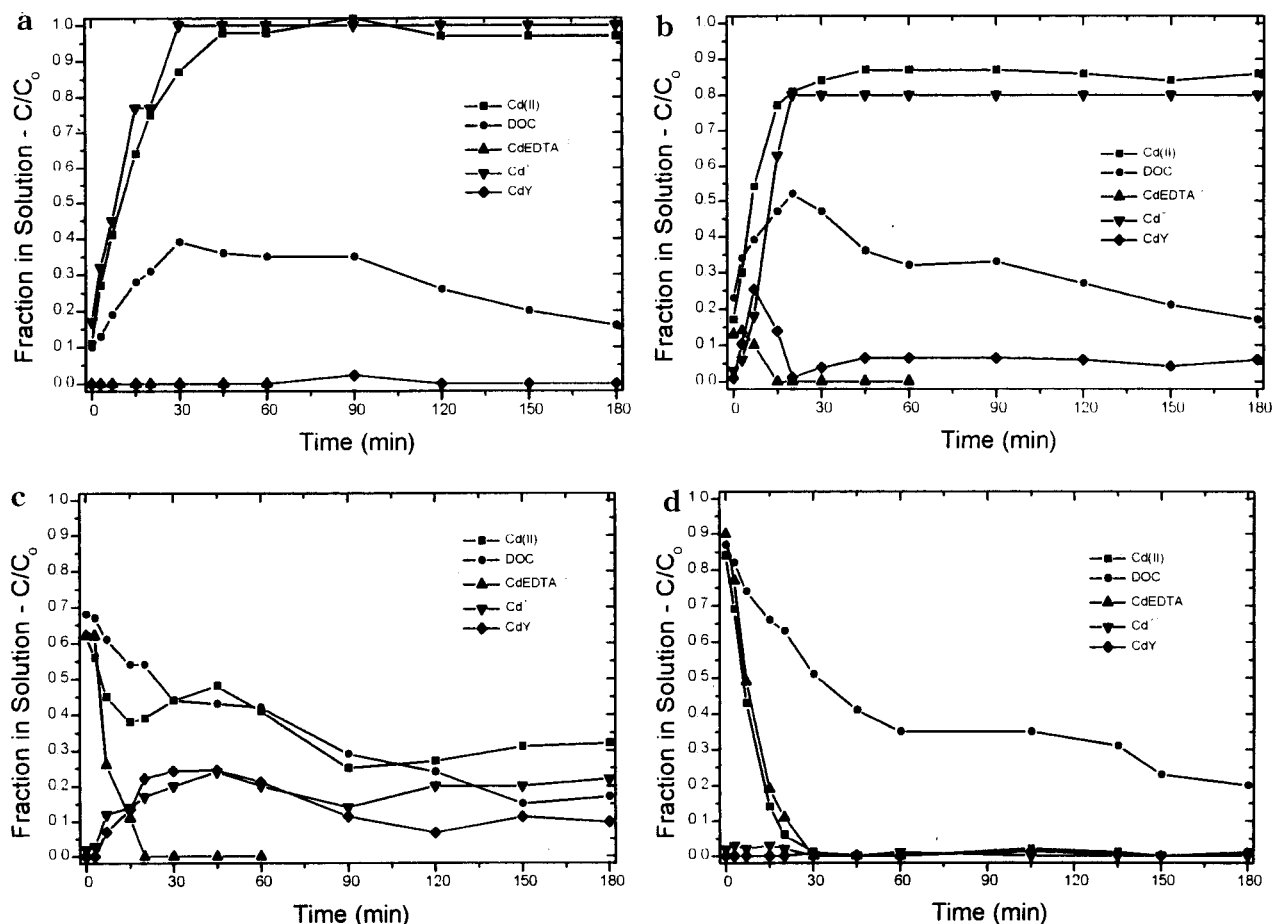 a
Fraction in Solution - C/C₀
1 0
0 9
0 8
0 7
0 6
0 5
0 4
0 3
0 2
0 1
0 0
Cd(II)
DOC
CdEDTA
Cd
CdY
0 30 60 90 120 150 180
Time (min)
b
Fraction in Solution - C/C₀
1 0
0 9
0 8
0 7
0 6
0 5
0 4
0 3
0 2
0 1
0 0
Cd(II)
DOC
CdEDTA
Cd
CdY
0 30 60 90 120 150 180
Time (min)
c
Fraction in Solution - C/C₀
1 0
0 9
0 8
0 7
0 6
0 5
0 4
0 3
0 2
0 1
0 0
Cd(II)
DOC
CdEDTA
Cd
CdY
0 30 60 90 120 150 180
Time (min)
d
Fraction in Solution - C/C₀
1 0
0 9
0 8
0 7
0 6
0 5
0 4
0 3
0 2
0 1
0 0
Cd(II)
DOC
CdEDTA
Cd
CdY
0 30 60 90 120 150 180
Time (min)